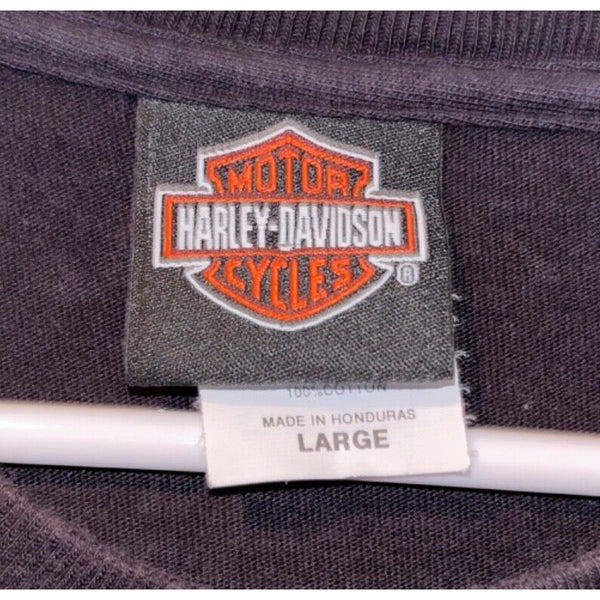 MOTOR
HARLEY-DAVIDSON
CYCLES
®
100% COTTON
MADE IN HONDURAS
LARGE